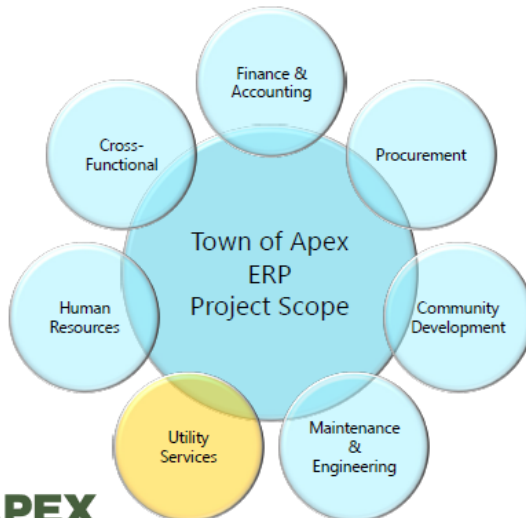 Finance &
Accounting
Cross-
Functional
Procurement
Town of Apex
ERP
Project Scope
Human
Resources
Community
Development
Utility
Services
Maintenance
&
Engineering
PEX